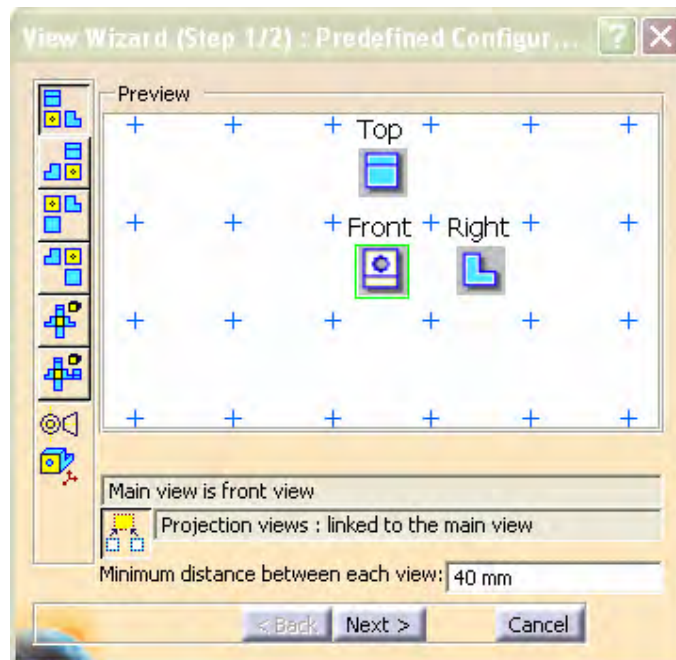 View Wizard (Step 1/2) : Predefined Configur...
Preview
Top
Front
Right
Main view is front view
Projection views : linked to the main view
Minimum distance between each view: 40 mm
< Back Next > Cancel